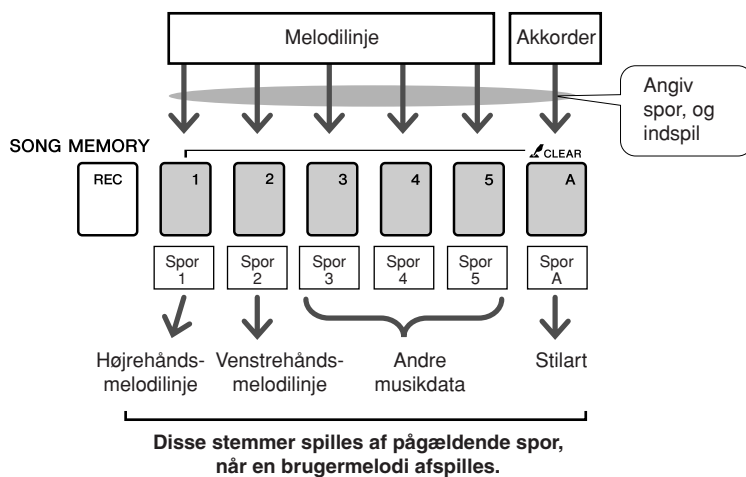 Melodilinje
Akkorder
Angiv
spor, og
indspil
SONG MEMORY
CLEAR
REC
1
2
3
4
5
A
Spor
1
Spor
2
Spor
3
Spor
4
Spor
5
Spor
A
Højrehånds-
melodilinje
Venstrehånds-
melodilinje
Andre
musikdata
Stilart
Disse stemmer spilles af pågældende spor,
når en brugermelodi afspilles.